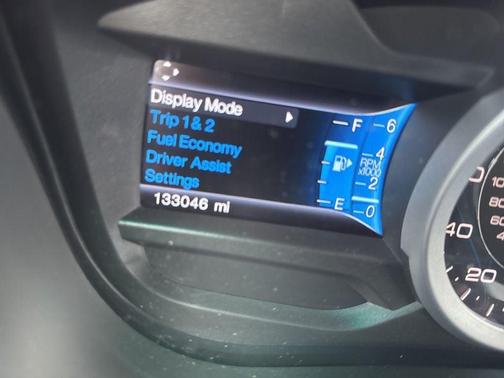 Display Mode
Trip 1 & 2
Fuel Economy
Driver Assist
Settings
133046 mi
F
E
6
4
RPM
x1000
2
0
40
20